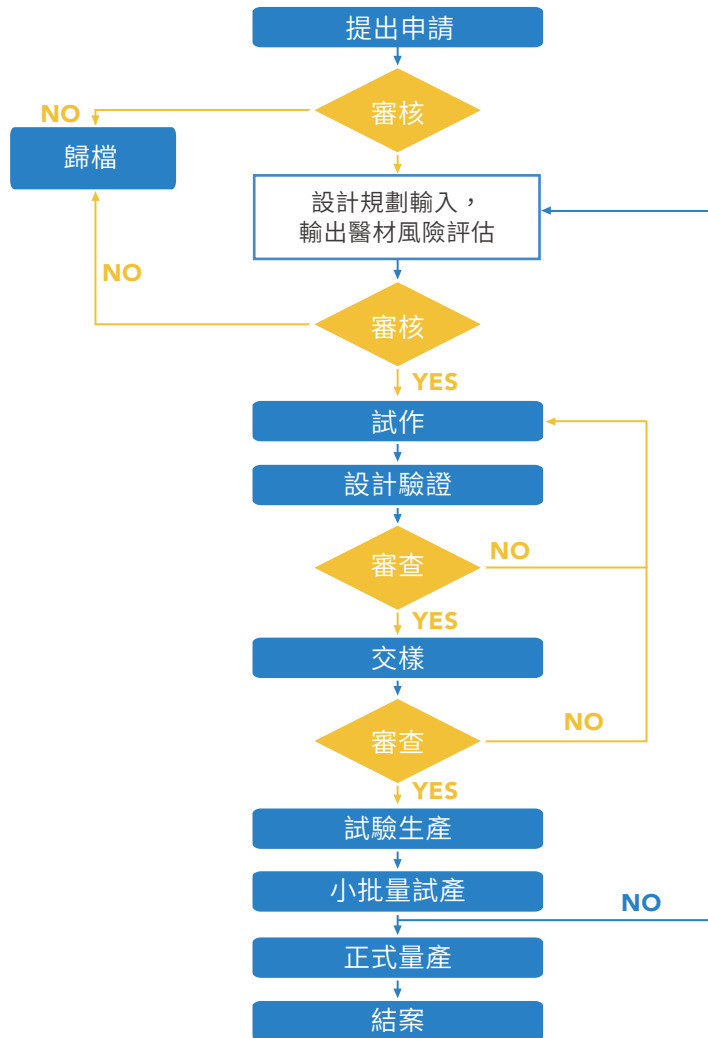 提出申請
審核
NO
歸檔
設計規劃輸入，
輸出醫材風險評估
NO
審核
YES
試作
設計驗證
審查
NO
YES
交樣
審查
NO
YES
試驗生產
小批量試產
NO
正式量產
結案